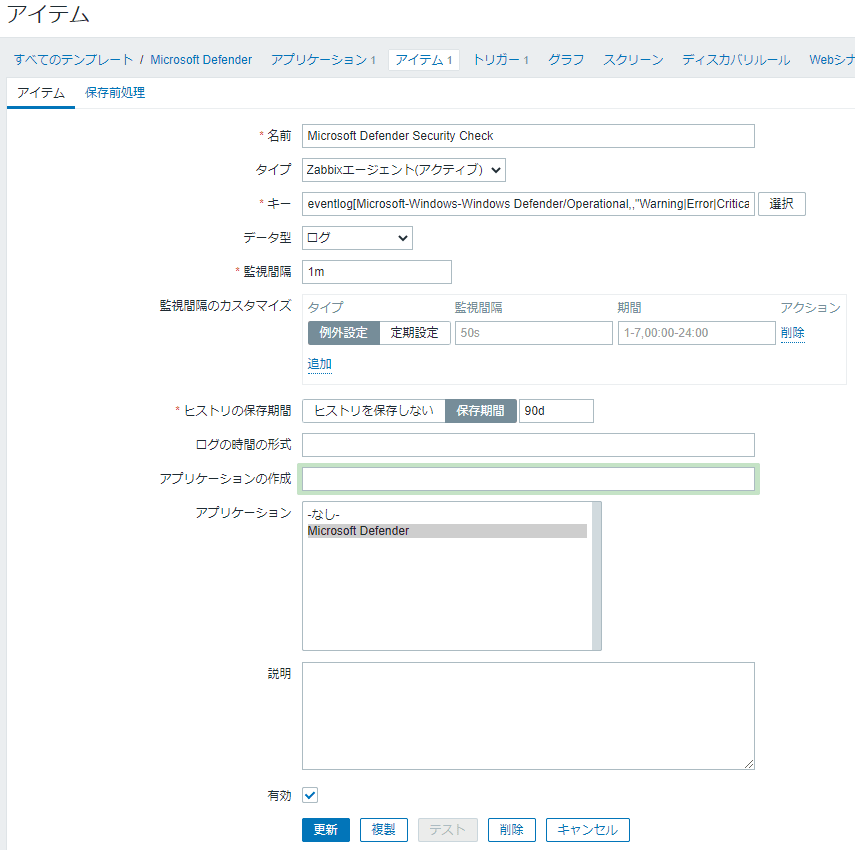 アイテム
すべてのテンプレート / Microsoft Defender アプリケーション 1 アイテム 1 トリガー 1 グラフ スクリーン ディスカバリルール Webシナ
アイテム 保存前処理
* 名前 Microsoft Defender Security Check
タイプ Zabbixエージェント(アクティブ)
* キー eventlog[Microsoft-Windows-Windows Defender/Operational,,"Warning|Error|Critica 選択
データ型 ログ
* 監視間隔 1m
監視間隔のカスタマイズ タイプ 監視間隔 期間 アクション
例外設定 定期設定 50s 1-7,00:00-24:00 削除
追加
* ヒストリの保存期間 ヒストリを保存しない 保存期間 90d
ログの時間の形式
アプリケーションの作成
アプリケーション -なし-
Microsoft Defender
説明
有効
更新 複製 テスト 削除 キャンセル